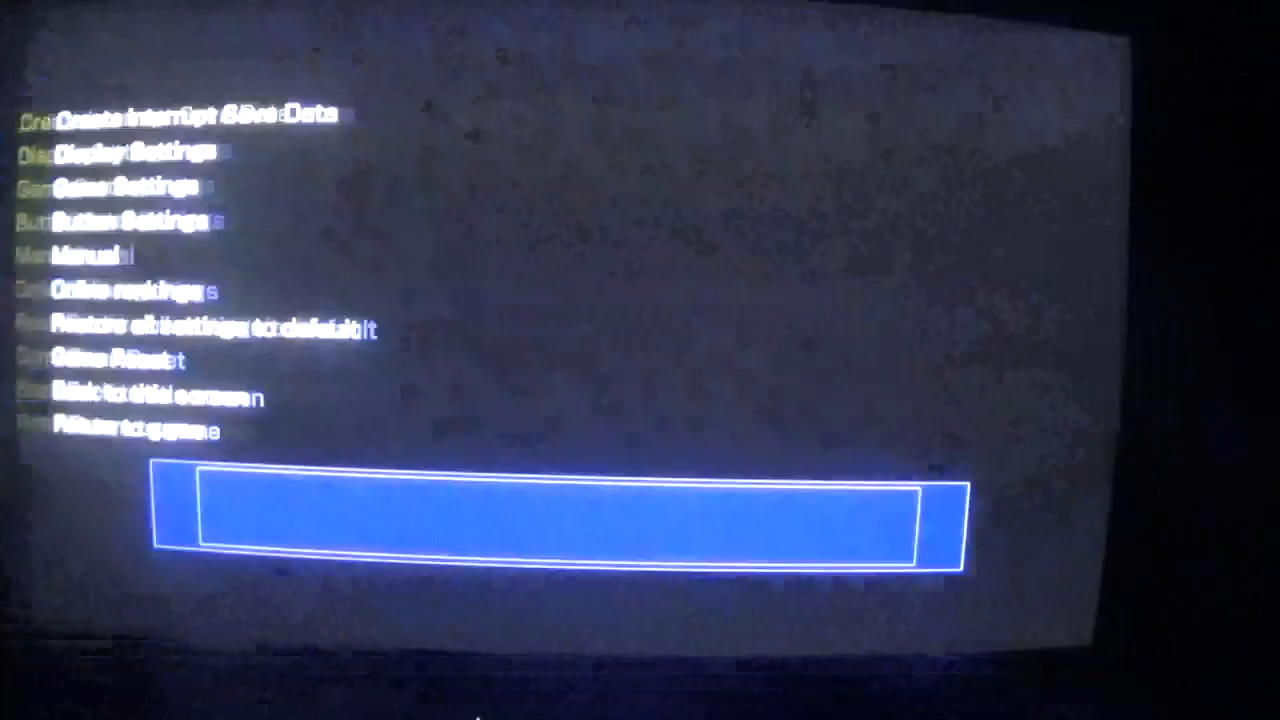 Create Interrupt Save Data
Display Settings
Game Settings
Button Settings
Manual
Online rankings
Restore all settings to default
Game Reset
Back to title screen
Return to game